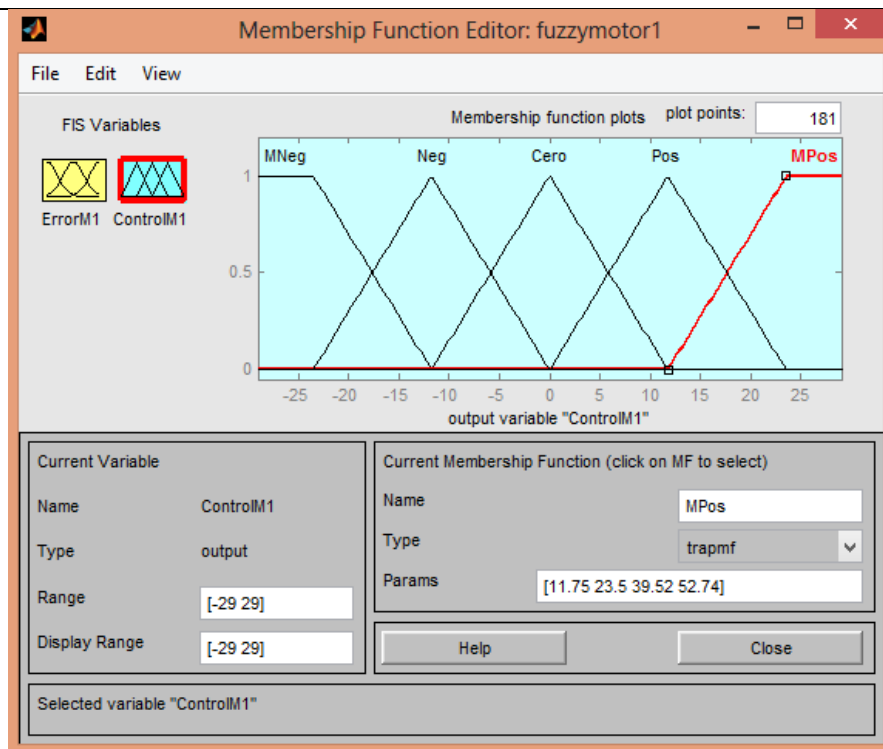 Membership Function Editor: fuzzymotor1
File Edit View
FIS Variables
Membership function plots plot points: 181
ErrorM1 ControlM1
MNeg Neg Cero Pos MPos
1
0.5
0
-25 -20 -15 -10 -5 0 5 10 15 20 25
output variable "ControlM1"
Current Variable
Name ControlM1
Type output
Range [-29 29]
Display Range [-29 29]
Current Membership Function (click on MF to select)
Name MPos
Type trapmf
Params [11.75 23.5 39.52 52.74]
Help Close
Selected variable "ControlM1"